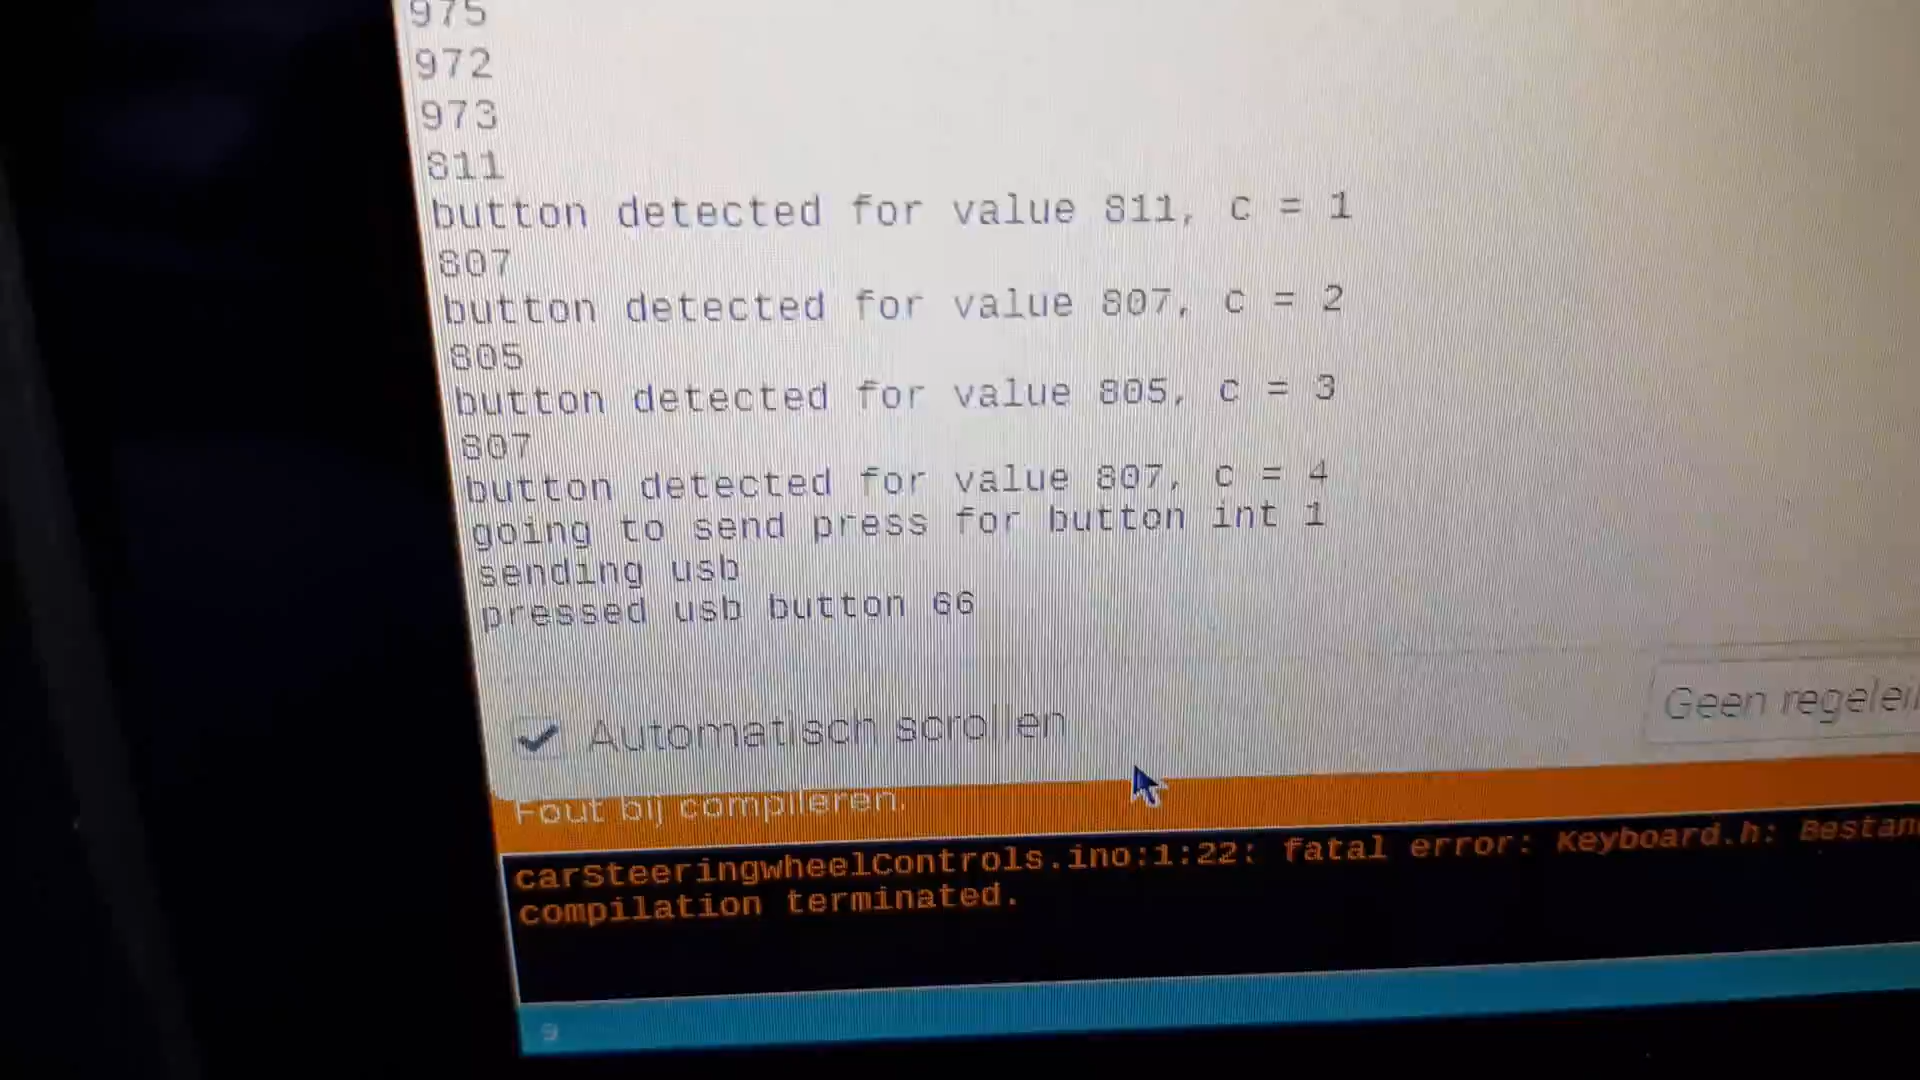 975
972
973
811
button detected for value 811, c = 1
807
button detected for value 807, c = 2
805
button detected for value 805, c = 3
807
button detected for value 807, c = 4
going to send press for button int 1
sending usb
pressed usb button 66
Automatisch scrollen
Geen
Fout bij compileren.
carSteeringwheelControls.ino:1:22: fatal error: Keyboard.h:
compilation terminated.
9